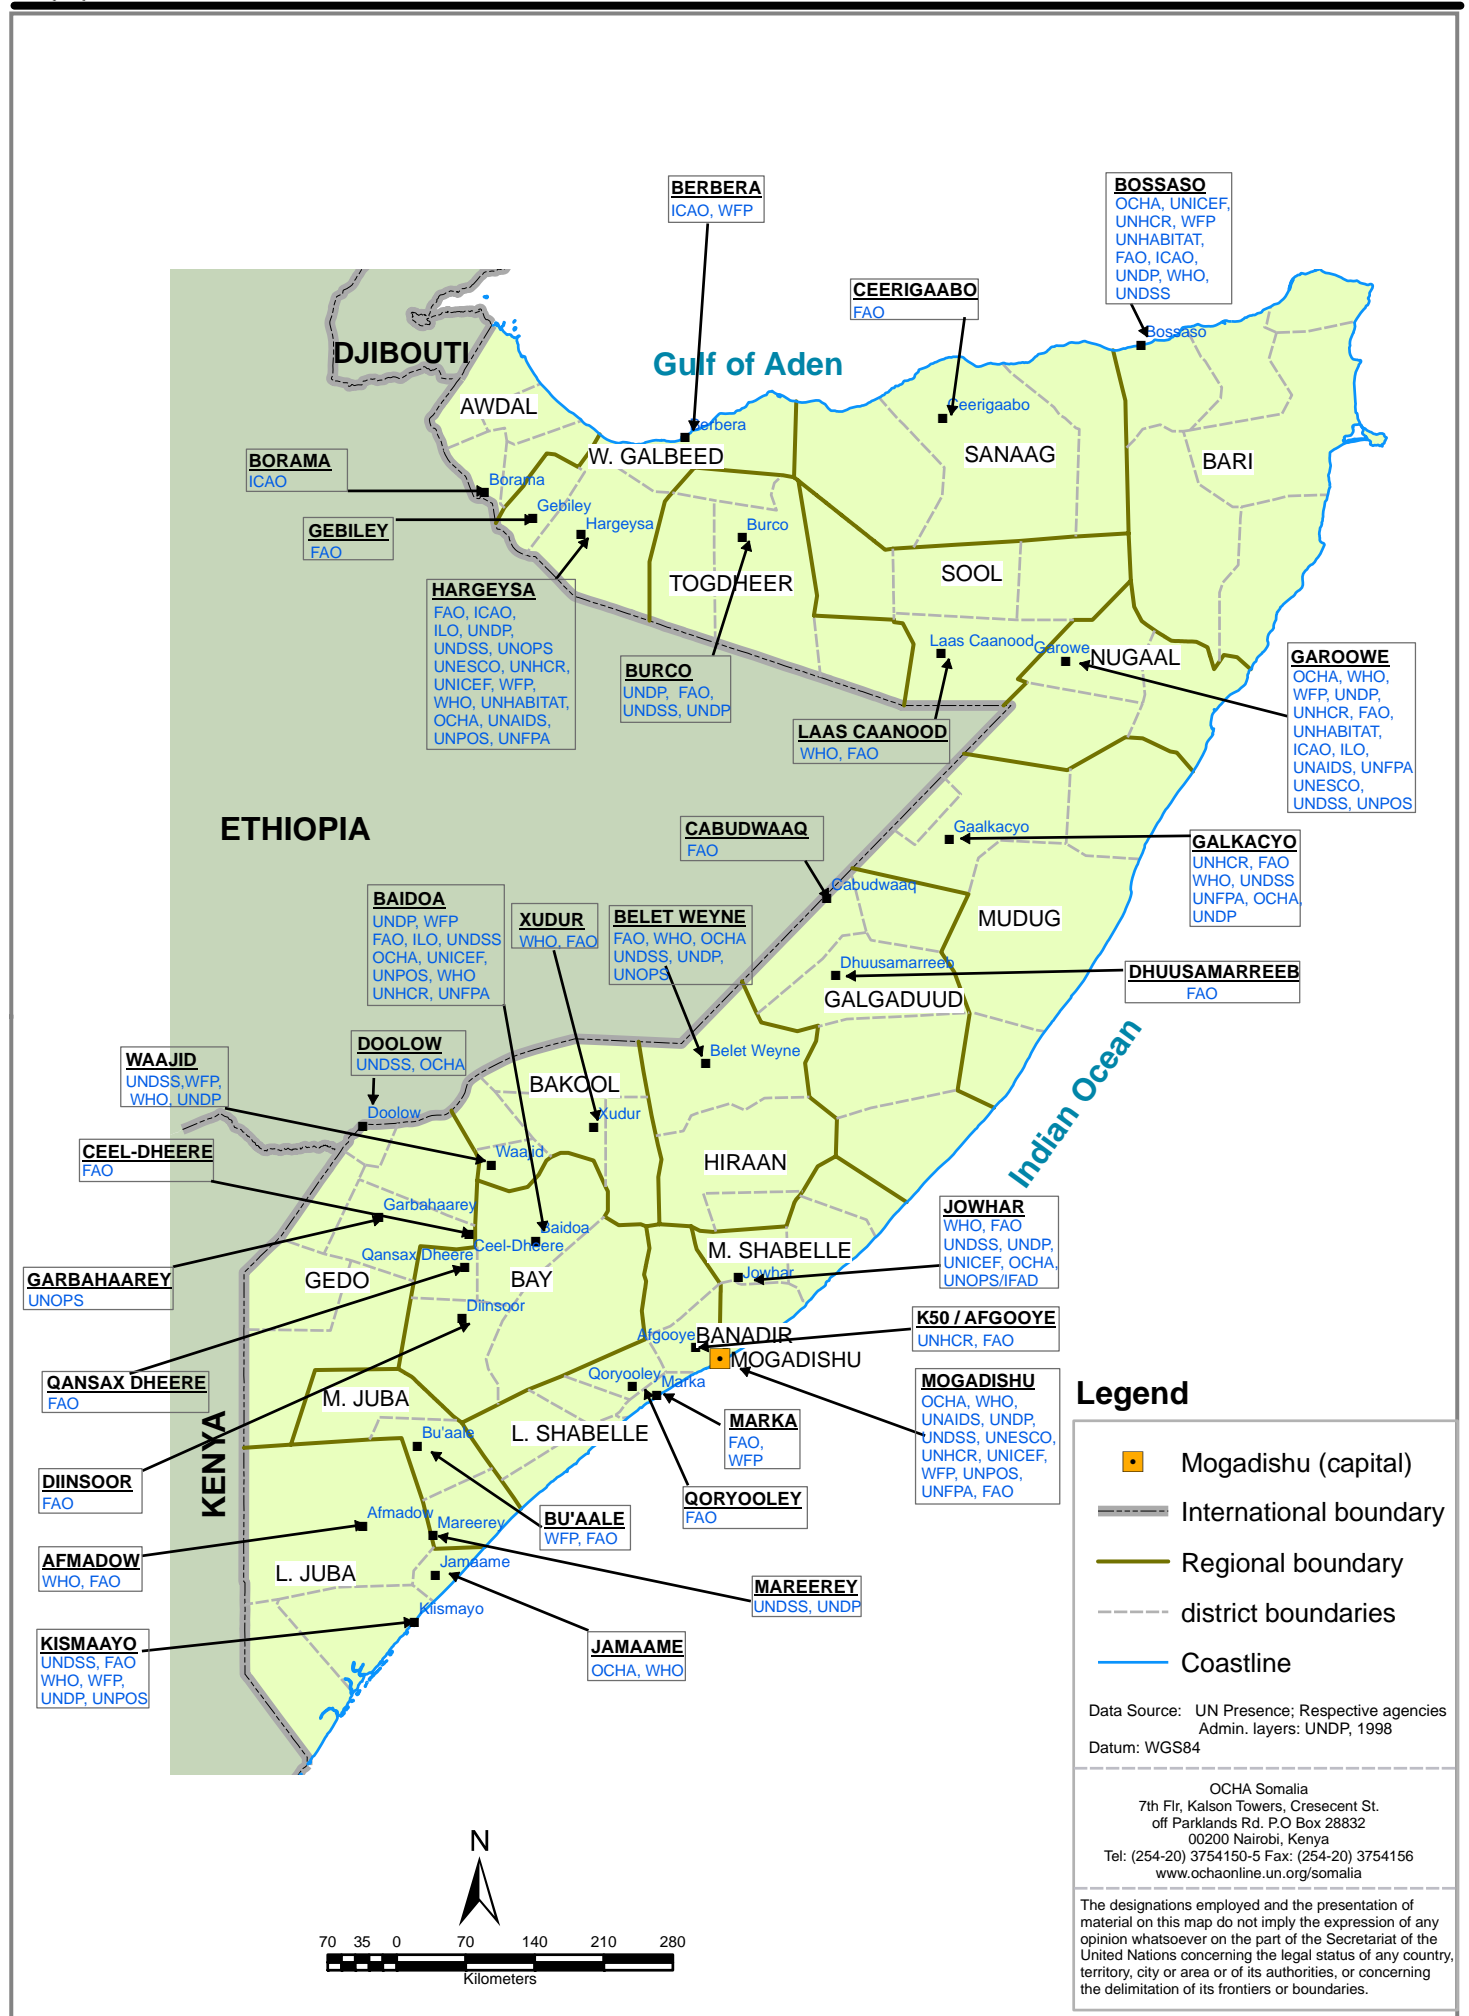 BERBERA
ICAO, WFP
BOSSASO
OCHA, UNICEF,
UNHCR, WFP
UNHABITAT,
FAO, ICAO,
UNDP, WHO,
UNDSS
CEERIGAABO
FAO
Bossaso
DJIBOUTI
Gulf of Aden
AWDAL
Ceerigaabo
Berbera
W. GALBEED
SANAAG
BARI
BORAMA
ICAO
Borama
Gebiley
Hargeysa
Burco
GEBILEY
FAO
TOGDHEER
SOOL
HARGEYSA
FAO, ICAO,
ILO, UNDP,
UNDSS, UNOPS
UNESCO, UNHCR,
UNICEF, WFP,
WHO, UNHABITAT,
OCHA, UNAIDS,
UNPOS, UNFPA
BURCO
UNDP, FAO,
UNDSS, UNDP
Laas Caanood
Garowe
NUGAAL
GAROOWE
OCHA, WHO,
WFP, UNDP,
UNHCR, FAO,
UNHABITAT,
ICAO, ILO,
UNAIDS, UNFPA
UNESCO,
UNDSS, UNPOS
LAAS CAANOOD
WHO, FAO
ETHIOPIA
CABUDWAAQ
FAO
Gaalkacyo
GALKACYO
UNHCR, FAO
WHO, UNDSS
UNFPA, OCHA,
UNDP
Cabudwaaq
BAIDOA
UNDP, WFP
FAO, ILO, UNDSS
OCHA, UNICEF,
UNPOS, WHO
UNHCR, UNFPA
XUDUR
WHO, FAO
BELET WEYNE
FAO, WHO, OCHA
UNDSS, UNDP,
UNOPS
MUDUG
Dhuusamarreeb
DHUUSAMARREEB
FAO
GALGADUUD
Indian Ocean
WAAJID
UNDSS,WFP,
WHO, UNDP
DOOLOW
UNDSS, OCHA
Belet Weyne
BAKOOL
Doolow
Xudur
CEEL-DHEERE
FAO
Waajid
HIRAAN
Garbahaarey
Baidoa
Ceel-Dheere
Qansax Dheere
JOWHAR
WHO, FAO
UNDSS, UNDP,
UNICEF, OCHA,
UNOPS/IFAD
M. SHABELLE
Jowhar
GARBAHAAREY
UNOPS
GEDO
BAY
Diinsoor
K50 / AFGOOYE
UNHCR, FAO
Afgooye
BANADIR
MOGADISHU
QANSAX DHEERE
FAO
Qoryooley
Marka
MOGADISHU
OCHA, WHO,
UNAIDS, UNDP,
UNDSS, UNESCO,
UNHCR, UNICEF,
WFP, UNPOS,
UNFPA, FAO
M. JUBA
MARKA
FAO,
WFP
L. SHABELLE
Bu'aale
KENYA
DIINSOOR
FAO
QORYOOLEY
FAO
BU'AALE
WFP, FAO
Afmadow
Mareerey
AFMADOW
WHO, FAO
L. JUBA
Jamaame
MAREEREY
UNDSS, UNDP
KISMAAYO
UNDSS, FAO
WHO, WFP,
UNDP, UNPOS
Kiismayo
JAMAAME
OCHA, WHO
Legend
Mogadishu (capital)
International boundary
Regional boundary
district boundaries
Coastline
Data Source: UN Presence; Respective agencies
Admin. layers: UNDP, 1998
Datum: WGS84
OCHA Somalia
7th Flr, Kalson Towers, Cresecent St.
off Parklands Rd. P.O Box 28832
00200 Nairobi, Kenya
Tel: (254-20) 3754150-5 Fax: (254-20) 3754156
www.ochaonline.un.org/somalia
The designations employed and the presentation of
material on this map do not imply the expression of any
opinion whatsoever on the part of the Secretariat of the
United Nations concerning the legal status of any country,
territory, city or area or of its authorities, or concerning
the delimitation of its frontiers or boundaries.
N
70 35 0 70 140 210 280
Kilometers